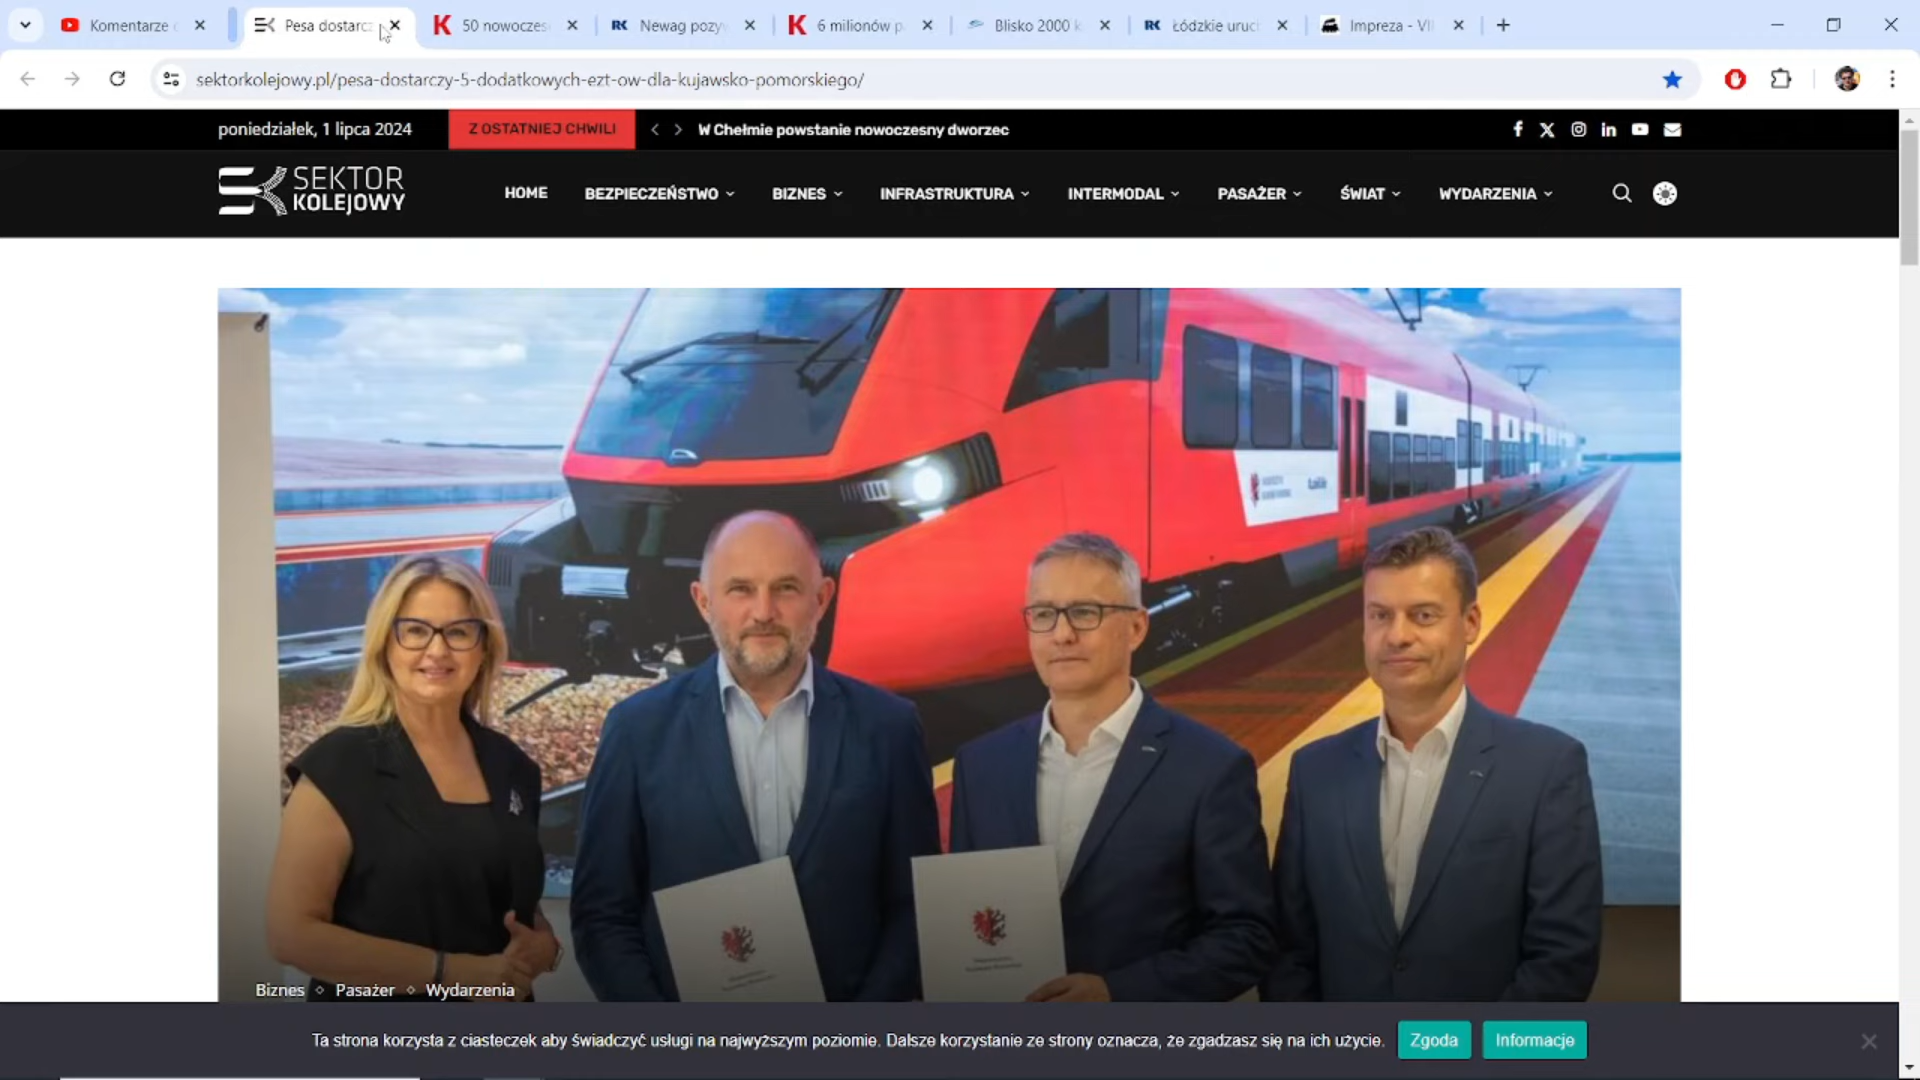 Komentarze
Pesa dostarc
50 nowoczes
Newag pozy
6 milionów p
Blisko 2000 k
Łódzkie uruc
Impreza - VI
sektorkolejowy.pl/pesa-dostarczy-5-dodatkowych-ezt-ow-dla-kujawsko-pomorskiego/
poniedziałek, 1 lipca 2024
Z OSTATNIEJ CHWILI
W Chełmie powstanie nowoczesny dworzec
SEKTOR
KOLEJOWY
HOME
BEZPIECZEŃSTWO
BIZNES
INFRASTRUKTURA
INTERMODAL
PASAŻER
ŚWIAT
WYDARZENIA
Biznes ◇ Pasażer ◇ Wydarzenia
Ta strona korzysta z ciasteczek aby świadczyć usługi na najwyższym poziomie. Dalsze korzystanie ze strony oznacza, że zgadzasz się na ich użycie.
Zgoda
Informacje